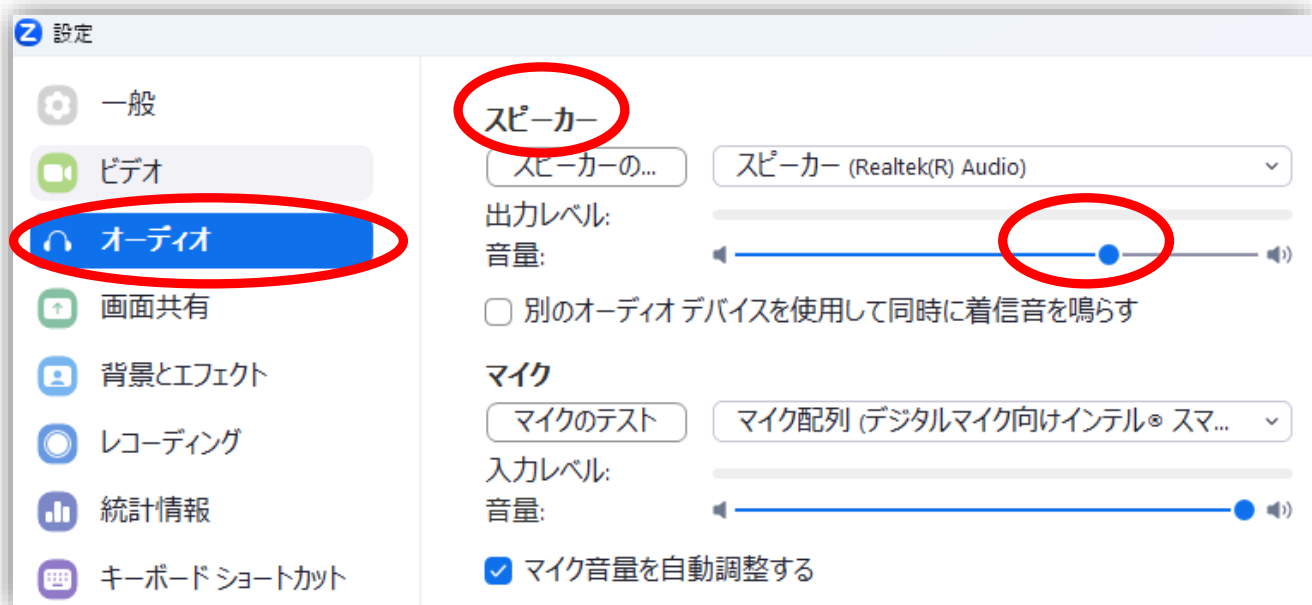 設定
一般
ビデオ
オーディオ
画面共有
背景とエフェクト
レコーディング
統計情報
キーボード ショートカット
スピーカー
スピーカーの... スピーカー (Realtek(R) Audio)
出力レベル:
音量:
別のオーディオ デバイスを使用して同時に着信音を鳴らす
マイク
マイクのテスト マイク配列 (デジタルマイク向けインテル® スマ...
入力レベル:
音量:
マイク音量を自動調整する